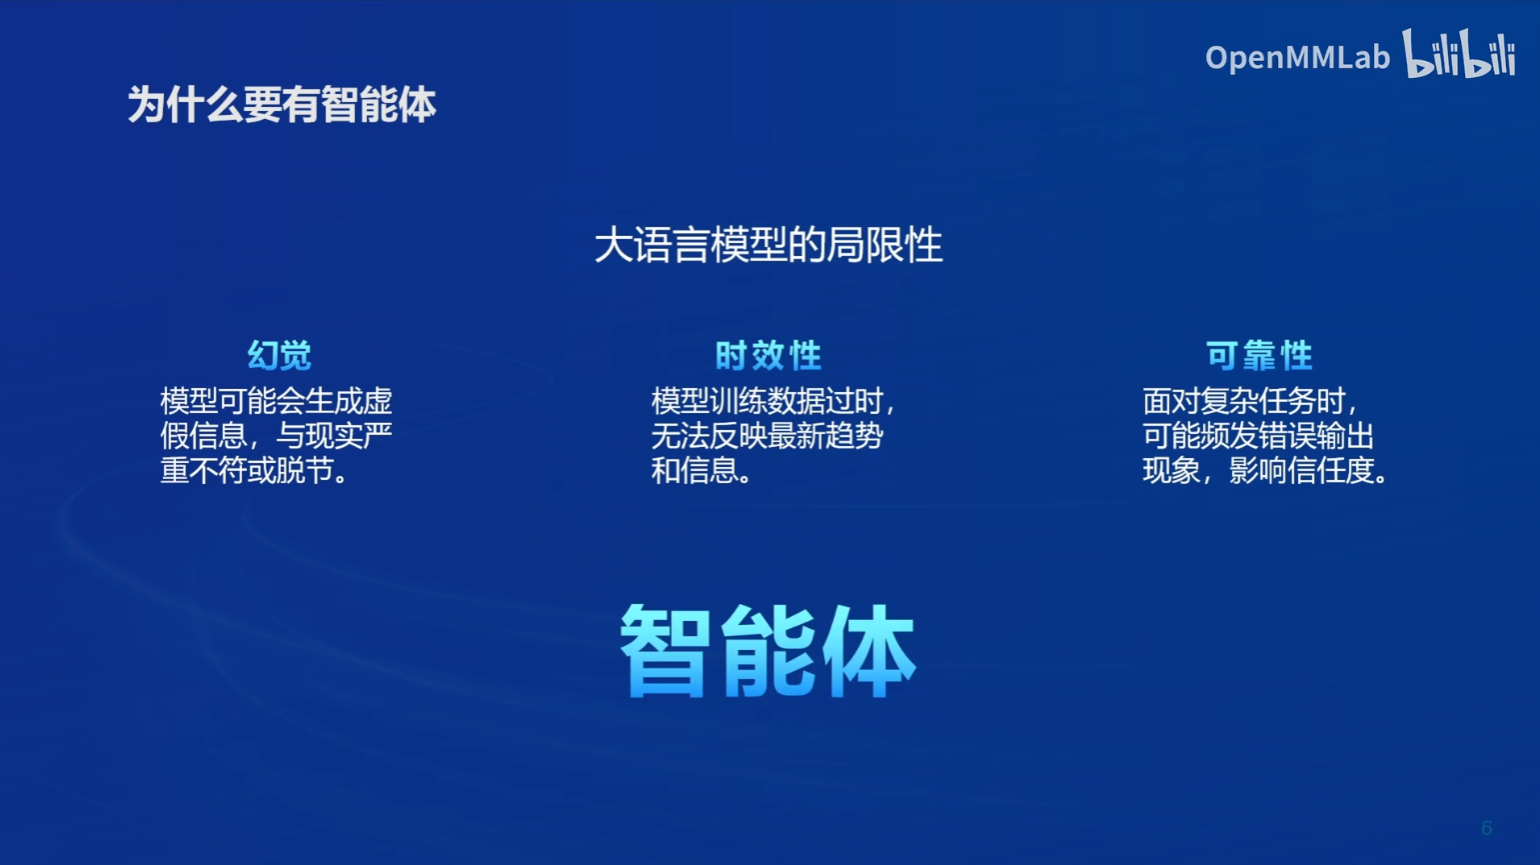 OpenMMLab bilibili
为什么要有智能体
大语言模型的局限性
幻觉
模型可能会生成虚
假信息，与现实严
重不符或脱节。
时效性
模型训练数据过时，
无法反映最新趋势
和信息。
可靠性
面对复杂任务时，
可能频发错误输出
现象，影响信任度。
智能体
6